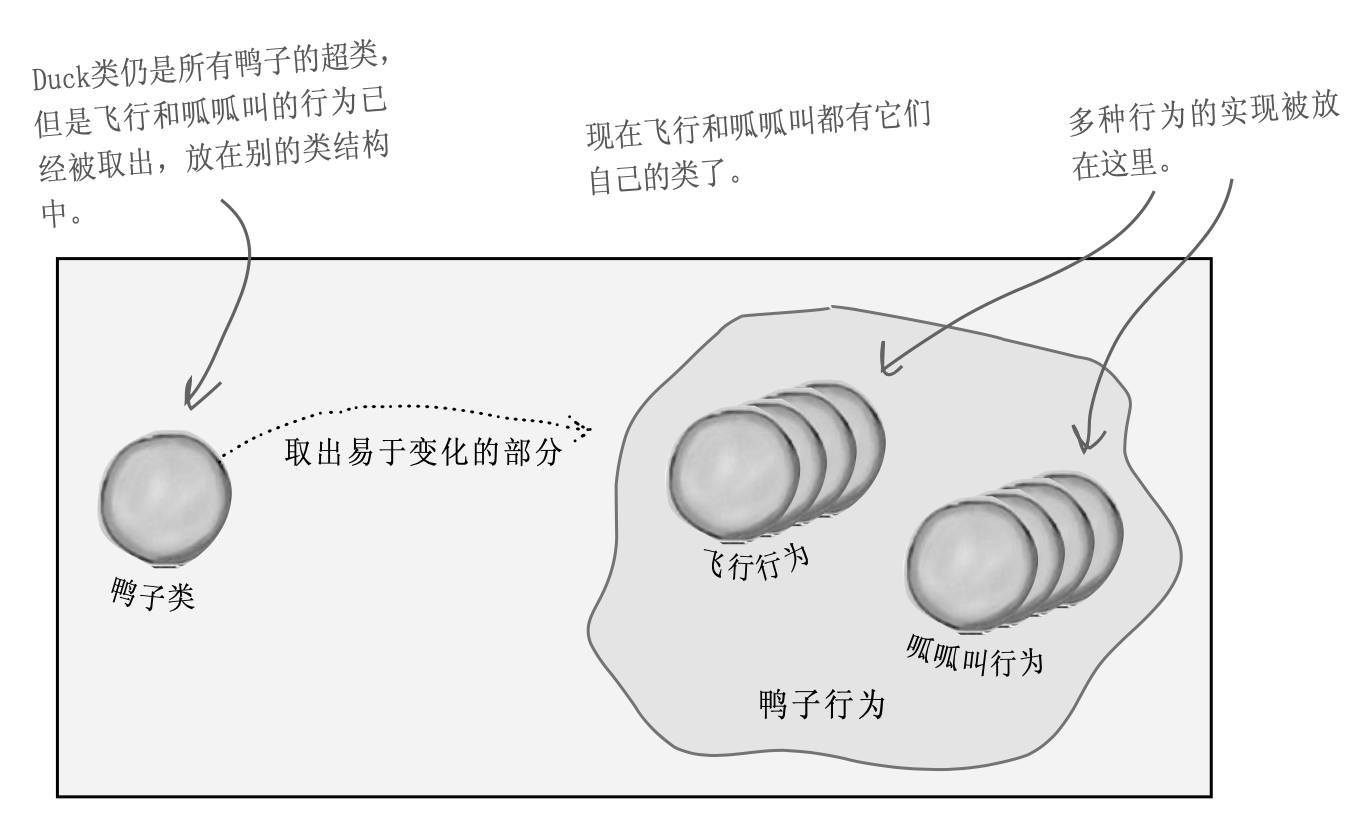 Duck类仍是所有鸭子的超类，
但是飞行和呱呱叫的行为已
经被取出，放在别的类结构
中。
现在飞行和呱呱叫都有它们
自己的类了。
多种行为的实现被放
在这里。
取出易于变化的部分
鸭子类
飞行行为
呱呱叫行为
鸭子行为